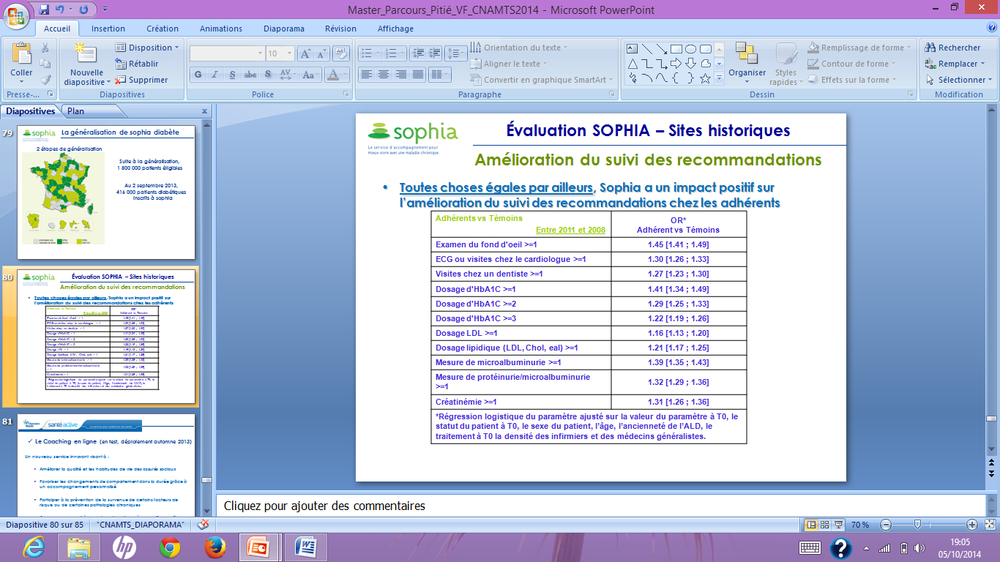 Master_Parcours_Pitié_VF_CNAMTS2014 - Microsoft PowerPoint
Accueil Insertion Création Animations Diaporama Révision Affichage
Coller
Presse-...
Nouvelle diapositive
Disposition
Rétablir
Supprimer
Diapositives
10
G I S abc S AV Aa A
Police
Orientation du texte
Aligner le texte
Convertir en graphique SmartArt
Paragraphe
Organiser
Styles rapides
Remplissage de forme
Contour de forme
Effets sur la forme
Dessin
Rechercher
Remplacer
Sélectionner
Modification
Diapositives Plan x
79
sophia
La généralisation de sophia diabète
2 étapes de généralisation
Suite à la généralisation,
1 800 000 patients éligibles
Au 2 septembre 2013,
416 000 patients diabétiques
inscrits à sophia
80
sophia
Évaluation SOPHIA – Sites historiques
Amélioration du suivi des recommandations
Toutes choses égales par ailleurs, Sophia a un impact positif sur
l'amélioration du suivi des recommandations chez les adhérents
81
santé active
✓ Le Coaching en ligne (en test, déploiement automne 2013)
Un nouveau service innovant visant à :
• Améliorer la qualité et les habitudes de vie des assurés sociaux
• Favoriser les changements de comportement dans la durée grâce à
un accompagnement personnalisé
• Participer à la prévention de la survenue de certains facteurs de
risque ou de certaines pathologies chroniques
sophia
Le service d'accompagnement pour
mieux vivre avec une maladie chronique.
Évaluation SOPHIA – Sites historiques
Amélioration du suivi des recommandations
• Toutes choses égales par ailleurs, Sophia a un impact positif sur
l'amélioration du suivi des recommandations chez les adhérents
Adhérents vs Témoins
Entre 2011 et 2008
OR*
Adhérent vs Témoins
Examen du fond d'oeil >=1 1.45 [1.41 ; 1.49]
ECG ou visites chez le cardiologue >=1 1.30 [1.26 ; 1.33]
Visites chez un dentiste >=1 1.27 [1.23 ; 1.30]
Dosage d'HbA1C >=1 1.41 [1.34 ; 1.49]
Dosage d'HbA1C >=2 1.29 [1.25 ; 1.33]
Dosage d'HbA1C >=3 1.22 [1.19 ; 1.26]
Dosage LDL >=1 1.16 [1.13 ; 1.20]
Dosage lipidique (LDL, Chol, eal) >=1 1.21 [1.17 ; 1.25]
Mesure de microalbuminurie >=1 1.39 [1.35 ; 1.43]
Mesure de protéinurie/microalbuminurie
>=1 1.32 [1.29 ; 1.36]
Créatinémie >=1 1.31 [1.26 ; 1.36]
*Régression logistique du paramètre ajusté sur la valeur du paramètre à T0, le
statut du patient à T0, le sexe du patient, l'âge, l'ancienneté de l'ALD, le
traitement à T0 la densité des infirmiers et des médecins généralistes.
Cliquez pour ajouter des commentaires
Diapositive 80 sur 85 "CNAMTS_DIAPORAMA" 70 %
19:05
05/10/2014